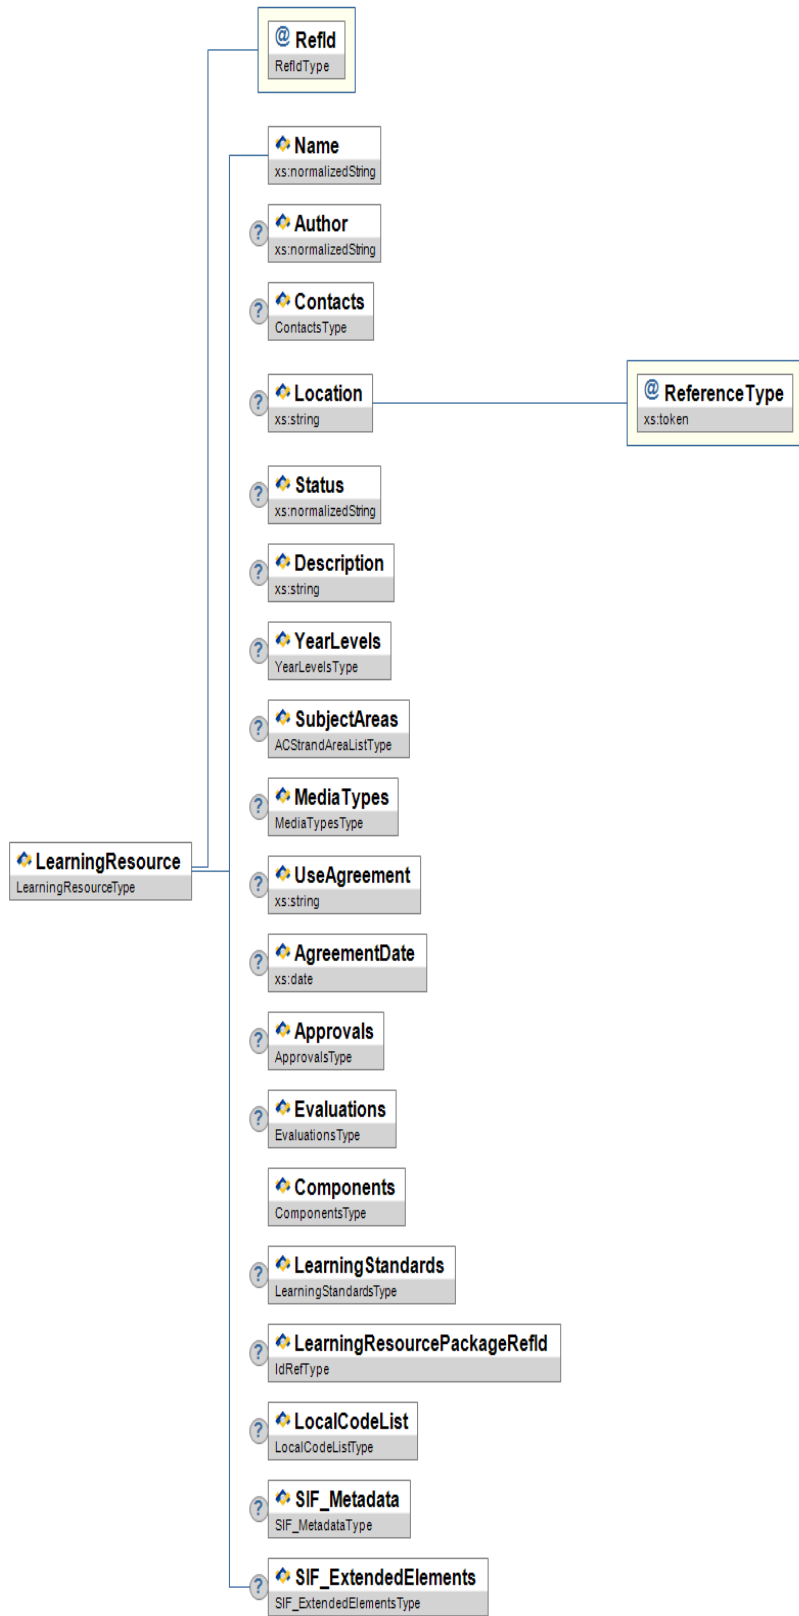 @ RefId
RefIdType
Name
xs:normalizedString
? Author
xs:normalizedString
? Contacts
ContactsType
? Location
xs:string
@ ReferenceType
xs:token
? Status
xs:normalizedString
? Description
xs:string
? YearLevels
YearLevelsType
? SubjectAreas
ACStrandAreaListType
? MediaTypes
MediaTypesType
LearningResource
LearningResourceType
? UseAgreement
xs:string
? AgreementDate
xs:date
? Approvals
ApprovalsType
? Evaluations
EvaluationsType
Components
ComponentsType
? LearningStandards
LearningStandardsType
? LearningResourcePackageRefId
IdRefType
? LocalCodeList
LocalCodeListType
? SIF_Metadata
SIF_MetadataType
? SIF_ExtendedElements
SIF_ExtendedElementsType